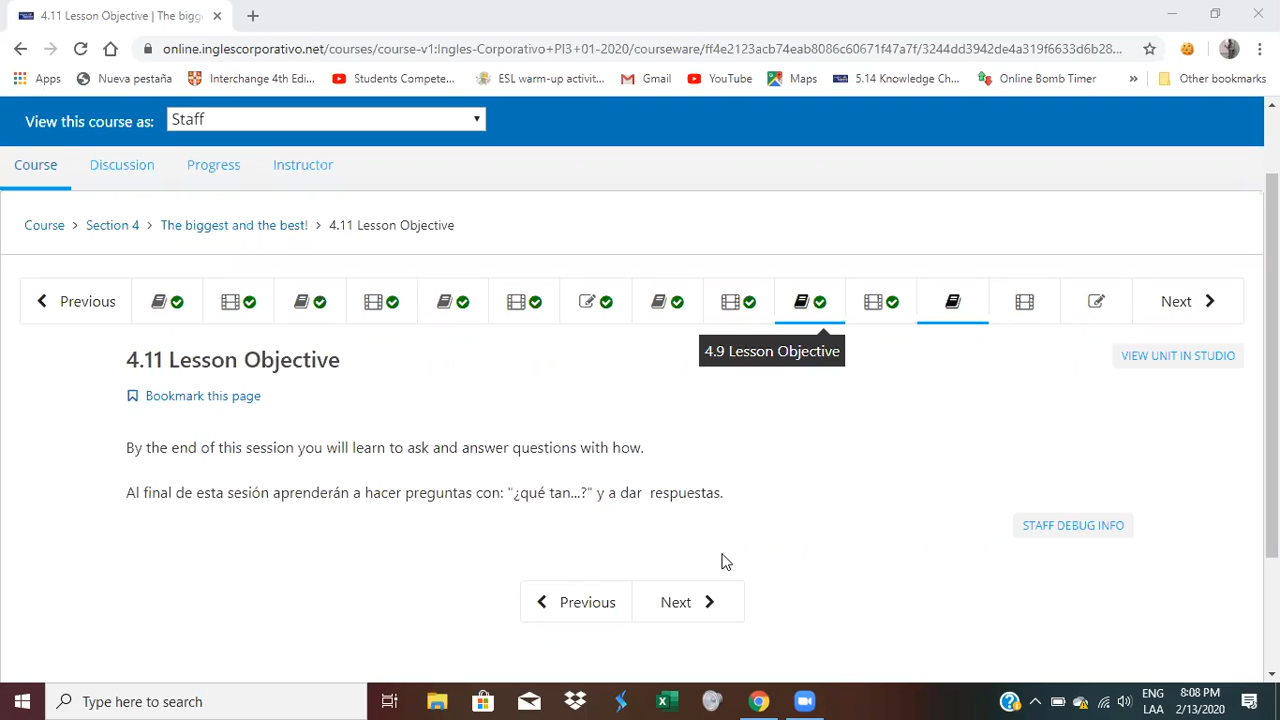 4.11 Lesson Objective | The bigg
online.inglescorporativo.net/courses/course-v1:Ingles-Corporativo+PI3+01-2020/courseware/ff4e2123acb74eab8086c60671f47a7f/3244dd3942de4a319f6633d6b28...
Apps Nueva pestaña Interchange 4th Edi... Students Compete... ESL warm-up activit... Gmail YouTube Maps 5.14 Knowledge Ch... Online Bomb Timer » Other bookmarks
View this course as: Staff
Course Discussion Progress Instructor
Course > Section 4 > The biggest and the best! > 4.11 Lesson Objective
Previous Next
4.9 Lesson Objective
4.11 Lesson Objective
VIEW UNIT IN STUDIO
Bookmark this page
By the end of this session you will learn to ask and answer questions with how.
Al final de esta sesión aprenderán a hacer preguntas con: "¿qué tan...?" y a dar respuestas.
STAFF DEBUG INFO
Previous Next
Type here to search
ENG 8:08 PM
LAA 2/13/2020